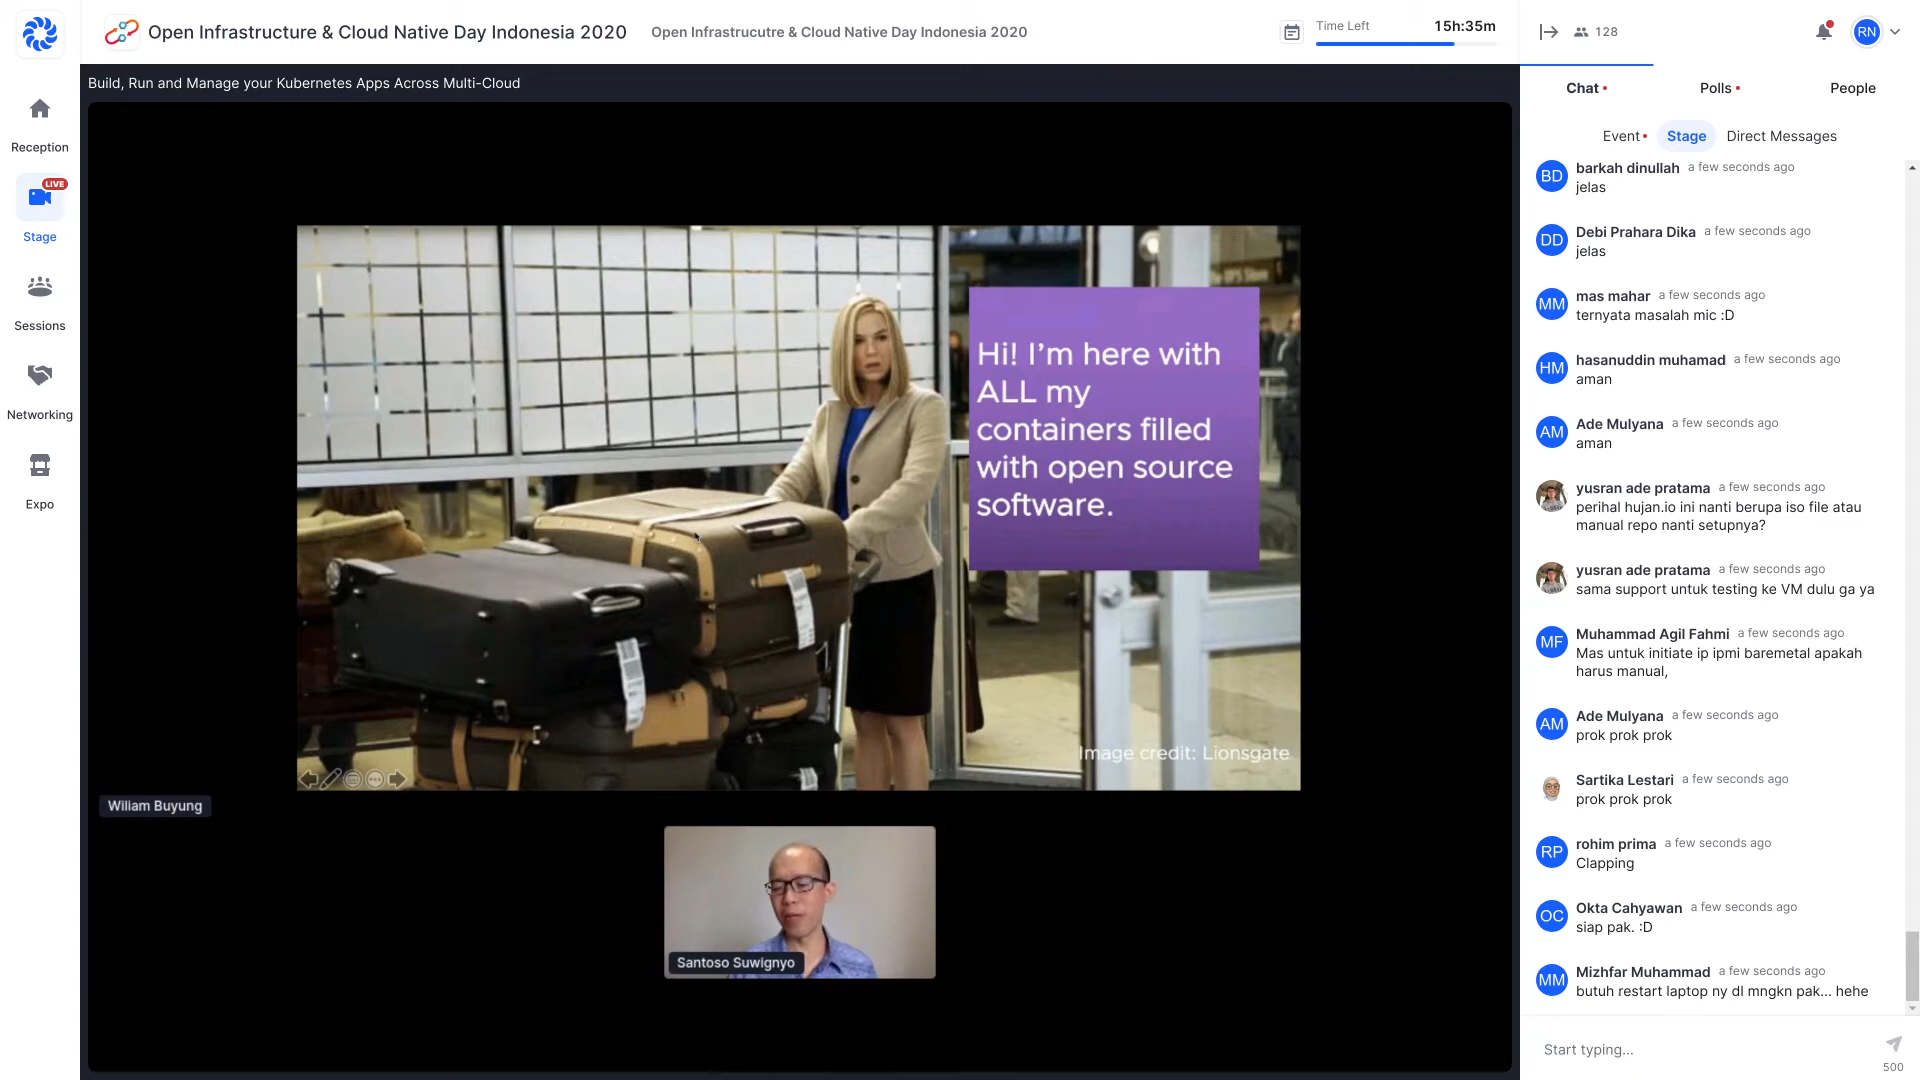 Open Infrastructure & Cloud Native Day Indonesia 2020
Open Infrastrucutre & Cloud Native Day Indonesia 2020
Time Left
15h:35m
128
RN
Reception
LIVE
Stage
Sessions
Networking
Expo
Build, Run and Manage your Kubernetes Apps Across Multi-Cloud
Hi! I'm here with
ALL my
containers filled
with open source
software.
Image credit: Lionsgate
Wiliam Buyung
Santoso Suwignyo
Chat
Polls
People
Event
Stage
Direct Messages
BD
barkah dinullah a few seconds ago
jelas
DD
Debi Prahara Dika a few seconds ago
jelas
MM
mas mahar a few seconds ago
ternyata masalah mic :D
HM
hasanuddin muhamad a few seconds ago
aman
AM
Ade Mulyana a few seconds ago
aman
yusran ade pratama a few seconds ago
perihal hujan.io ini nanti berupa iso file atau
manual repo nanti setupnya?
yusran ade pratama a few seconds ago
sama support untuk testing ke VM dulu ga ya
MF
Muhammad Agil Fahmi a few seconds ago
Mas untuk initiate ip ipmi baremetal apakah
harus manual,
AM
Ade Mulyana a few seconds ago
prok prok prok
Sartika Lestari a few seconds ago
prok prok prok
RP
rohim prima a few seconds ago
Clapping
OC
Okta Cahyawan a few seconds ago
siap pak. :D
MM
Mizhfar Muhammad a few seconds ago
butuh restart laptop ny dl mngkn pak... hehe
Start typing...
500